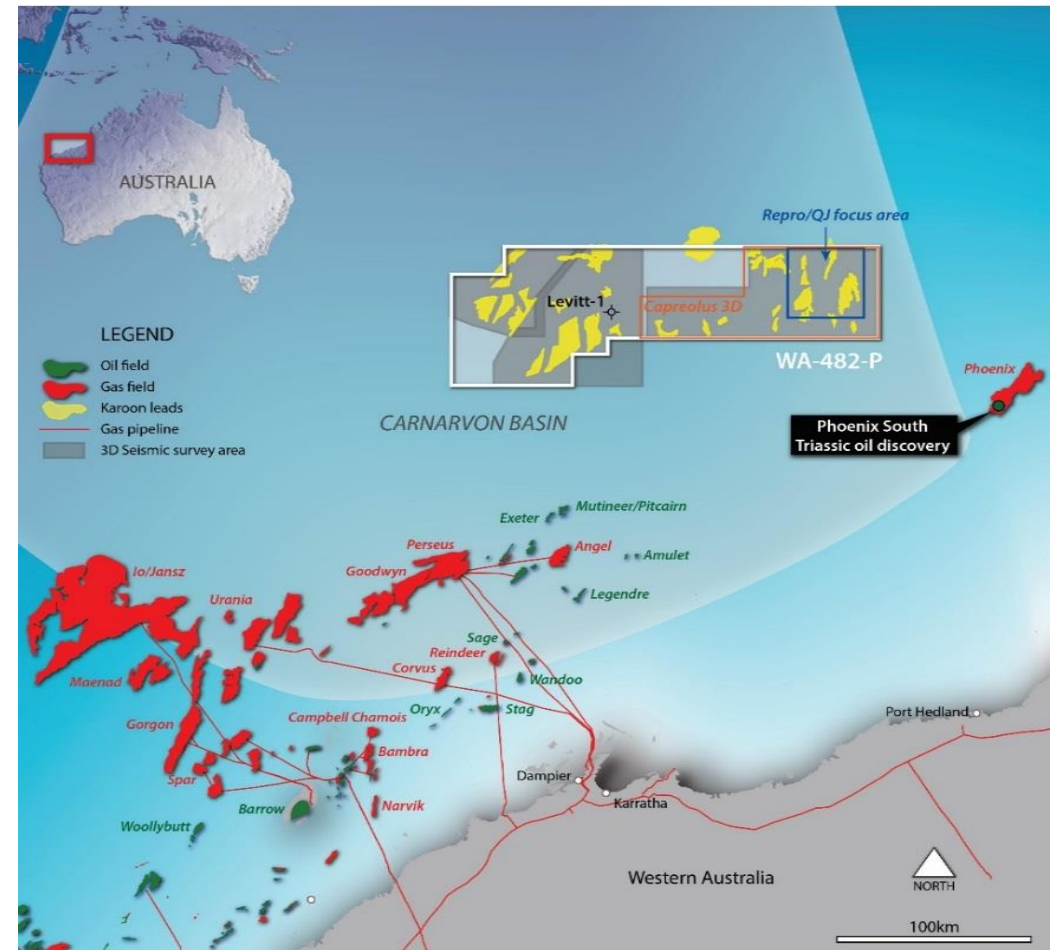 AUSTRALIA
Repro/QJ focus area
Levitt-1
Capreolus 3D
WA-482-P
LEGEND
Oil field
Gas field
Karoon leads
Gas pipeline
3D Seismic survey area
CARNARVON BASIN
Phoenix
Phoenix South
Triassic oil discovery
Mutineer/Pitcairn
Exeter
Perseus
Angel
Amulet
Goodwyn
Legendre
Io/Jansz
Urania
Sage
Reindeer
Corvus
Wandoo
Maenad
Oryx
Stag
Gorgon
Campbell Chamois
Bambra
Port Hedland
Spar
Dampier
Narvik
Karratha
Barrow
Woollybutt
Western Australia
NORTH
100km